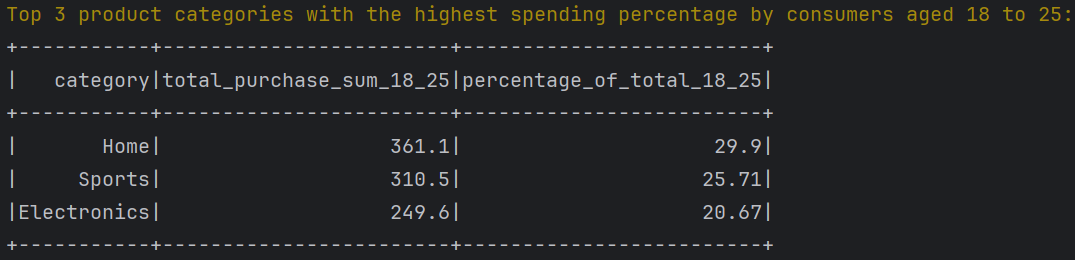 Top 3 product categories with the highest spending percentage by consumers aged 18 to 25:
+-----------+------------------------+-------------------------+
|   category|total_purchase_sum_18_25|percentage_of_total_18_25|
+-----------+------------------------+-------------------------+
|       Home|                   361.1|                     29.9|
|     Sports|                   310.5|                    25.71|
|Electronics|                   249.6|                    20.67|
+-----------+------------------------+-------------------------+